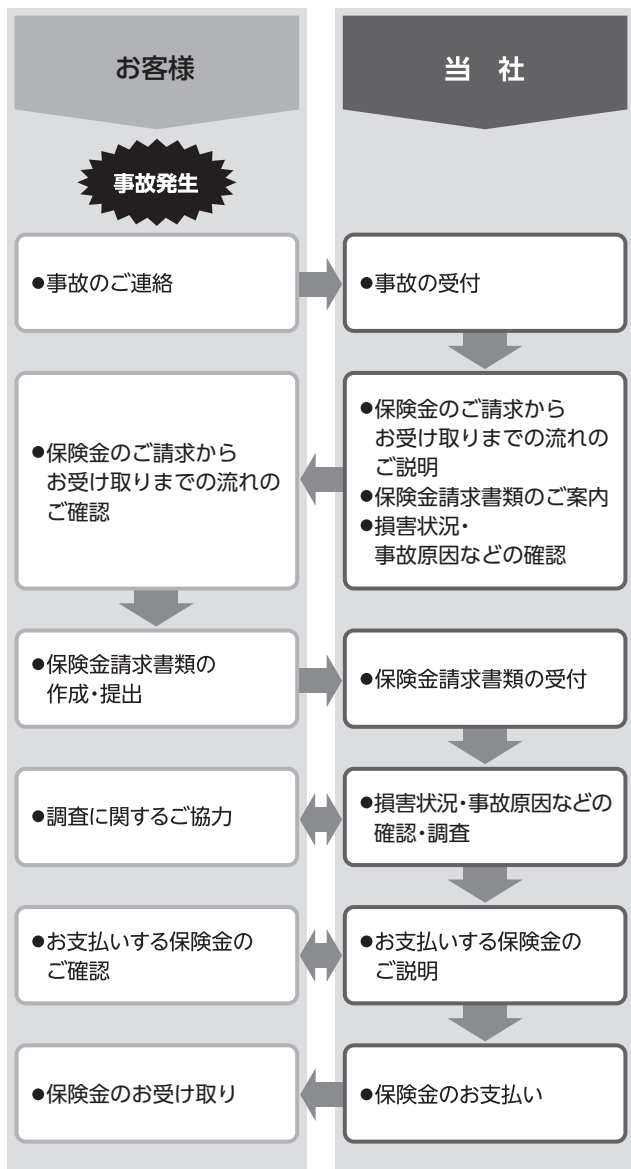 お客様
当　社
事故発生
●事故のご連絡
●事故の受付
●保険金のご請求から
お受け取りまでの流れの
ご説明
●保険金請求書類のご案内
●損害状況・
事故原因などの確認
●保険金のご請求から
お受け取りまでの流れの
ご確認
●保険金請求書類の
作成・提出
●保険金請求書類の受付
●損害状況・事故原因などの
確認・調査
●調査に関するご協力
●お支払いする保険金の
ご説明
●お支払いする保険金の
ご確認
●保険金のお支払い
●保険金のお受け取り